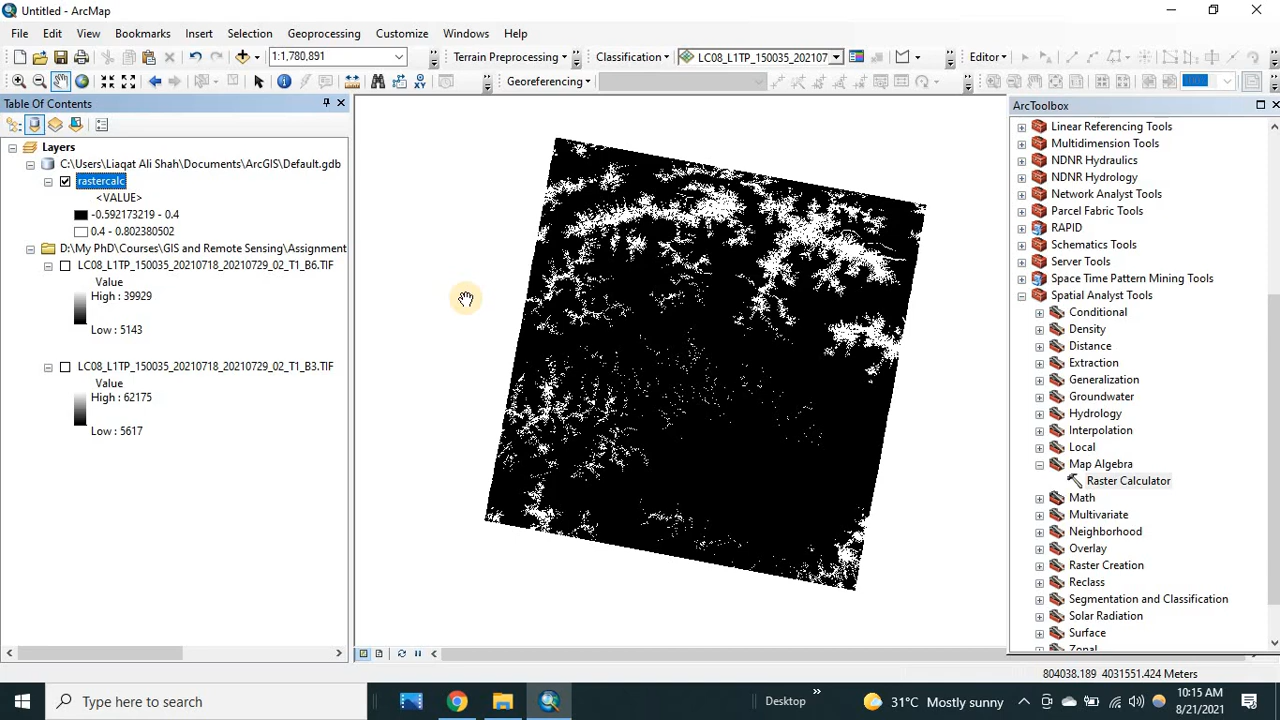 Untitled - ArcMap
File Edit View Bookmarks Insert Selection Geoprocessing Customize Windows Help
1:1,780,891 Terrain Preprocessing Classification LC08_L1TP_150035_202107 Editor
Georeferencing
Table Of Contents
Layers
C:\Users\Liaqat Ali Shah\Documents\ArcGIS\Default.gdb
rastercalc
<VALUE>
-0.592173219 - 0.4
0.4 - 0.802380502
D:\My PhD\Courses\GIS and Remote Sensing\Assignment
LC08_L1TP_150035_20210718_20210729_02_T1_B6.TIF
Value
High : 39929
Low : 5143
LC08_L1TP_150035_20210718_20210729_02_T1_B3.TIF
Value
High : 62175
Low : 5617
ArcToolbox
Linear Referencing Tools
Multidimension Tools
NDNR Hydraulics
NDNR Hydrology
Network Analyst Tools
Parcel Fabric Tools
RAPID
Schematics Tools
Server Tools
Space Time Pattern Mining Tools
Spatial Analyst Tools
Conditional
Density
Distance
Extraction
Generalization
Groundwater
Hydrology
Interpolation
Local
Map Algebra
Raster Calculator
Math
Multivariate
Neighborhood
Overlay
Raster Creation
Reclass
Segmentation and Classification
Solar Radiation
Surface
Zonal
804038.189 4031551.424 Meters
Type here to search
Desktop
31°C Mostly sunny
10:15 AM
8/21/2021